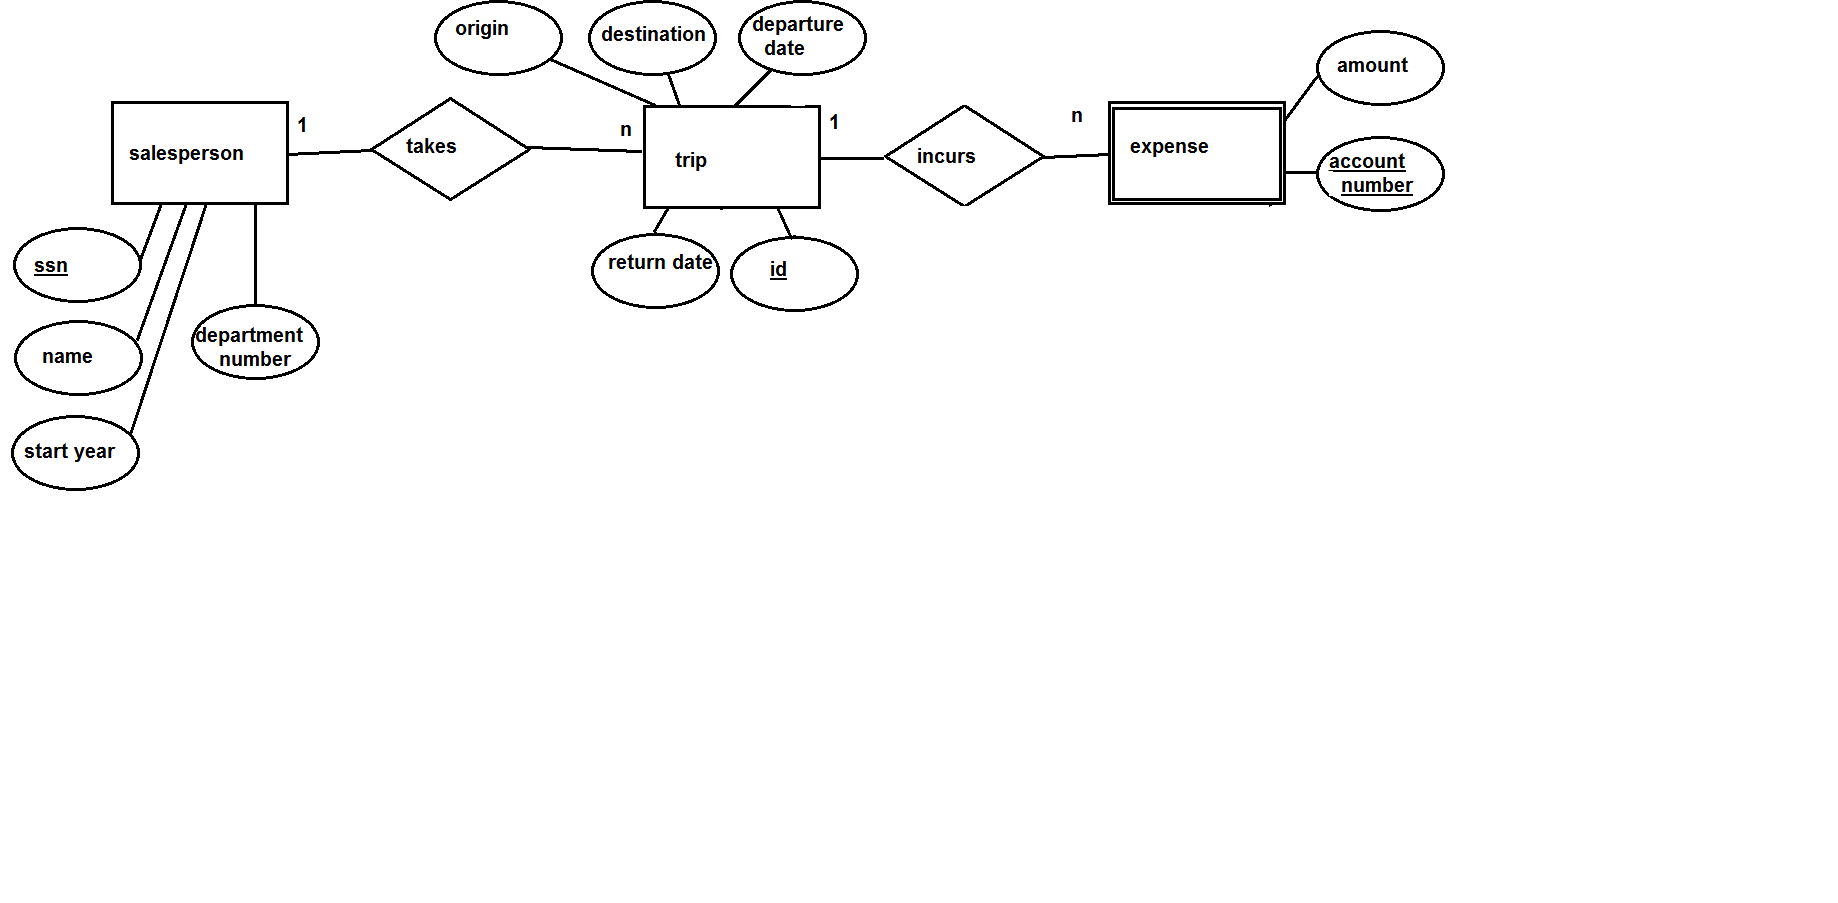 origin
destination
departure
date
amount
salesperson
1
takes
n
trip
1
incurs
n
expense
account
number
ssn
return date
id
name
department
number
start year